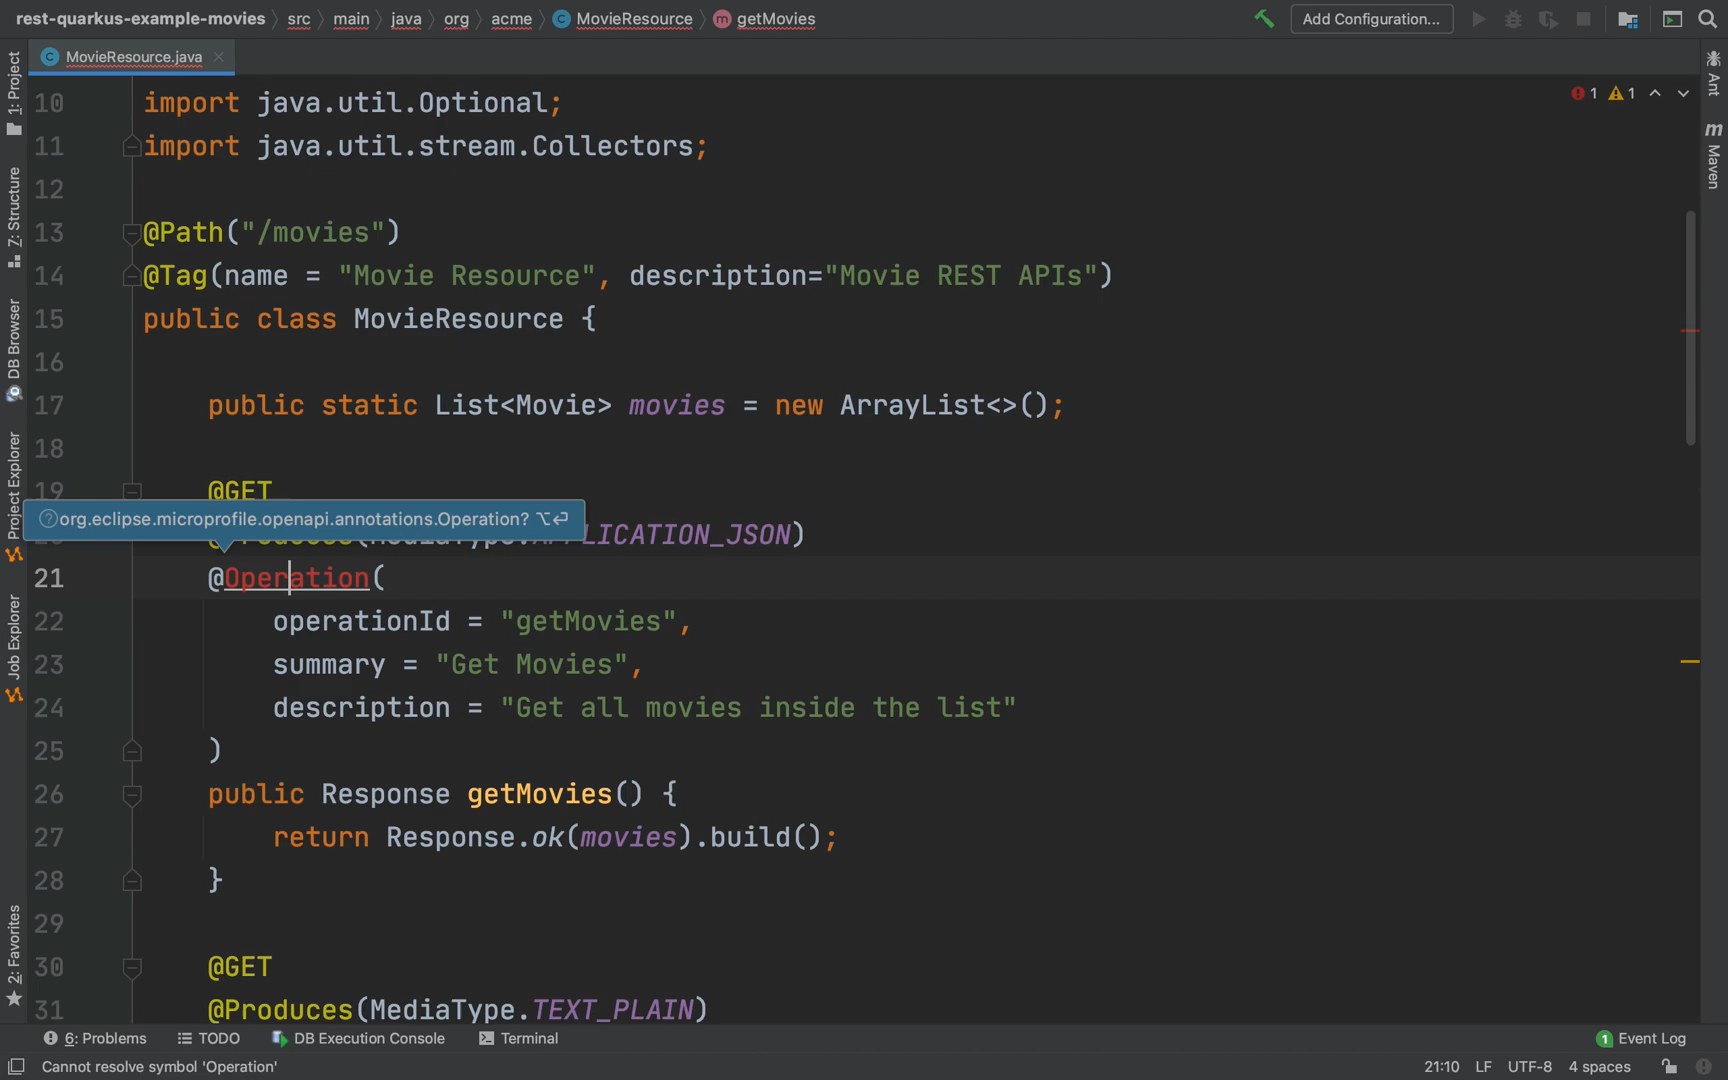 rest-quarkus-example-movies src main java org acme MovieResource getMovies
Add Configuration...
MovieResource.java
1: Project
7: Structure
DB Browser
Project Explorer
Job Explorer
2: Favorites
Ant
Maven
1 1
10 import java.util.Optional;
11 import java.util.stream.Collectors;
12
13 @Path("/movies")
14 @Tag(name = "Movie Resource", description="Movie REST APIs")
15 public class MovieResource {
16
17 public static List<Movie> movies = new ArrayList<>();
18
19 @GET
org.eclipse.microprofile.openapi.annotations.Operation? ⌥⏎
LICATION_JSON)
21 @Operation(
22 operationId = "getMovies",
23 summary = "Get Movies",
24 description = "Get all movies inside the list"
25 )
26 public Response getMovies() {
27 return Response.ok(movies).build();
28 }
29
30 @GET
31 @Produces(MediaType.TEXT_PLAIN)
6: Problems TODO DB Execution Console Terminal
1 Event Log
Cannot resolve symbol 'Operation'
21:10 LF UTF-8 4 spaces